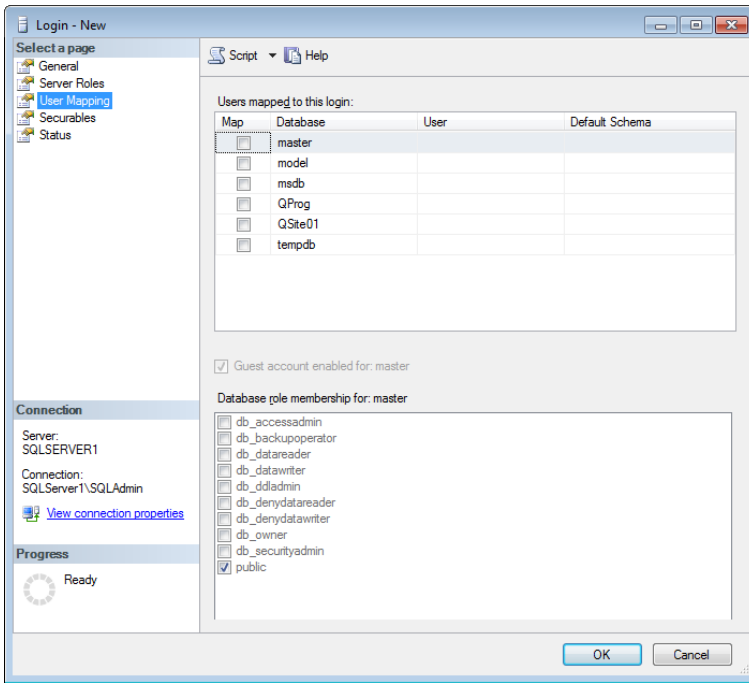 Login - New
Select a page
General
Server Roles
User Mapping
Securables
Status
Script Help
Users mapped to this login:
Map Database User Default Schema
master
model
msdb
QProg
QSite01
tempdb
Guest account enabled for: master
Database role membership for: master
db_accessadmin
db_backupoperator
db_datareader
db_datawriter
db_ddladmin
db_denydatareader
db_denydatawriter
db_owner
db_securityadmin
public
Connection
Server:
SQLSERVER1
Connection:
SQLServer1\SQLAdmin
View connection properties
Progress
Ready
OK Cancel